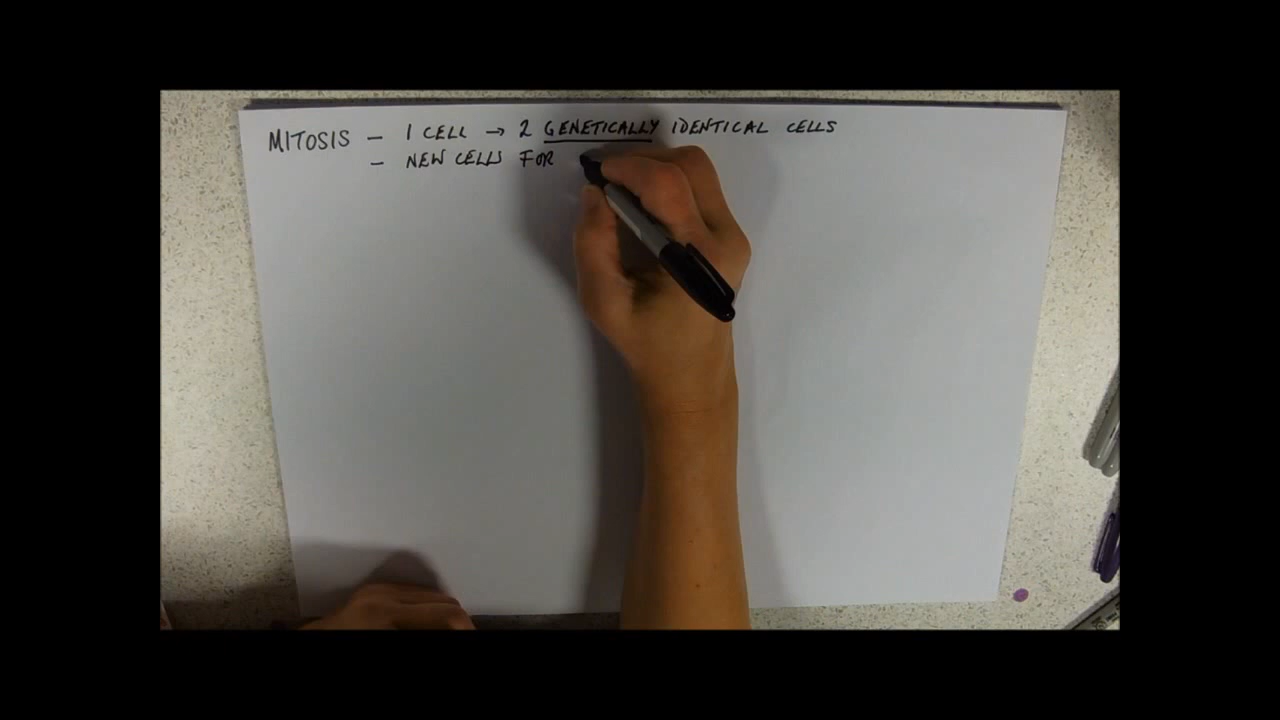 MITOSIS – 1 CELL → 2 GENETICALLY IDENTICAL CELLS
– NEW CELLS FOR